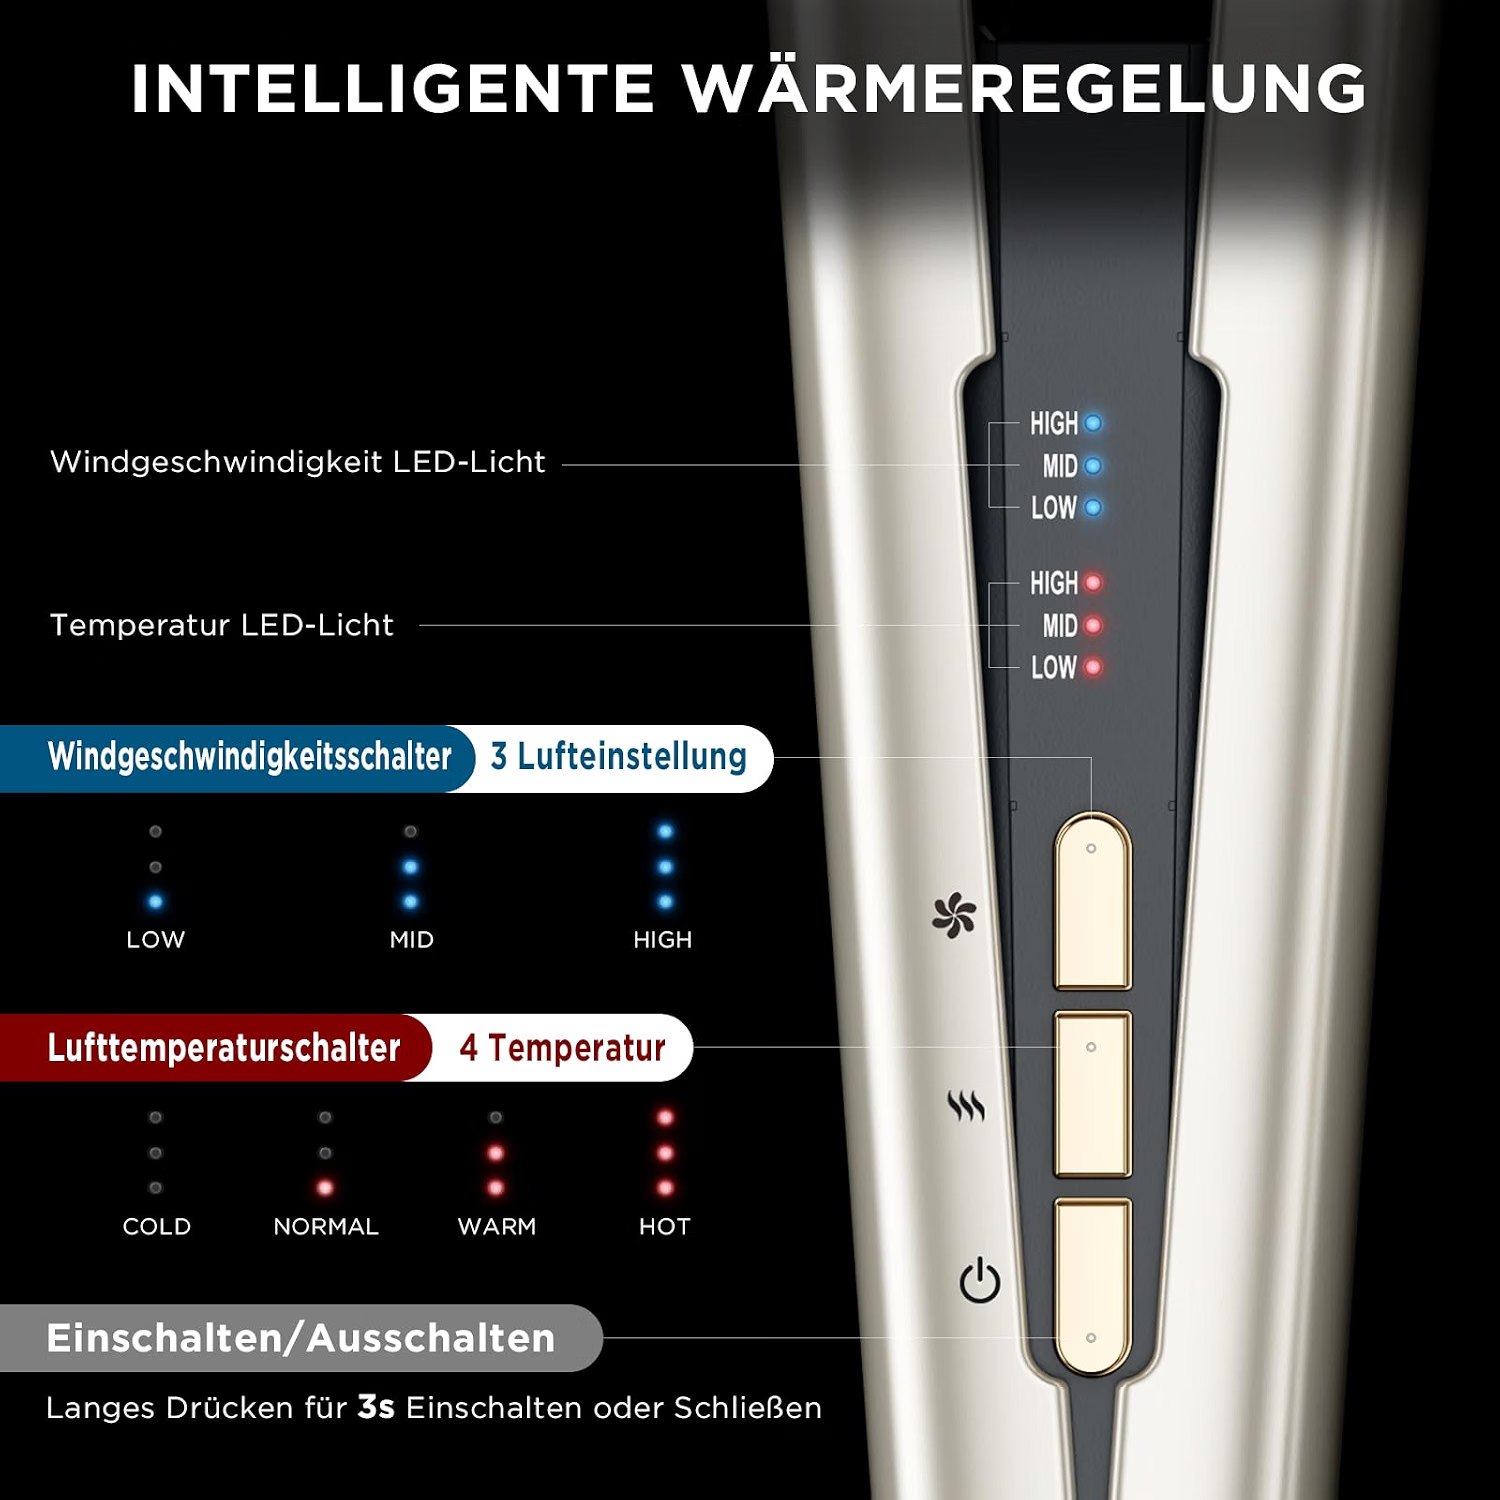 INTELLIGENTE WÄRMEREGELUNG
HIGH
Windgeschwindigkeit LED-Licht
MID
LOW
HIGH
Temperatur LED-Licht
MID
LOW
Windgeschwindigkeitsschalter 3 Lufteinstellung
LOW MID HIGH
Lufttemperaturschalter 4 Temperatur
COLD NORMAL WARM HOT
Einschalten/Ausschalten
Langes Drücken für 3s Einschalten oder Schließen